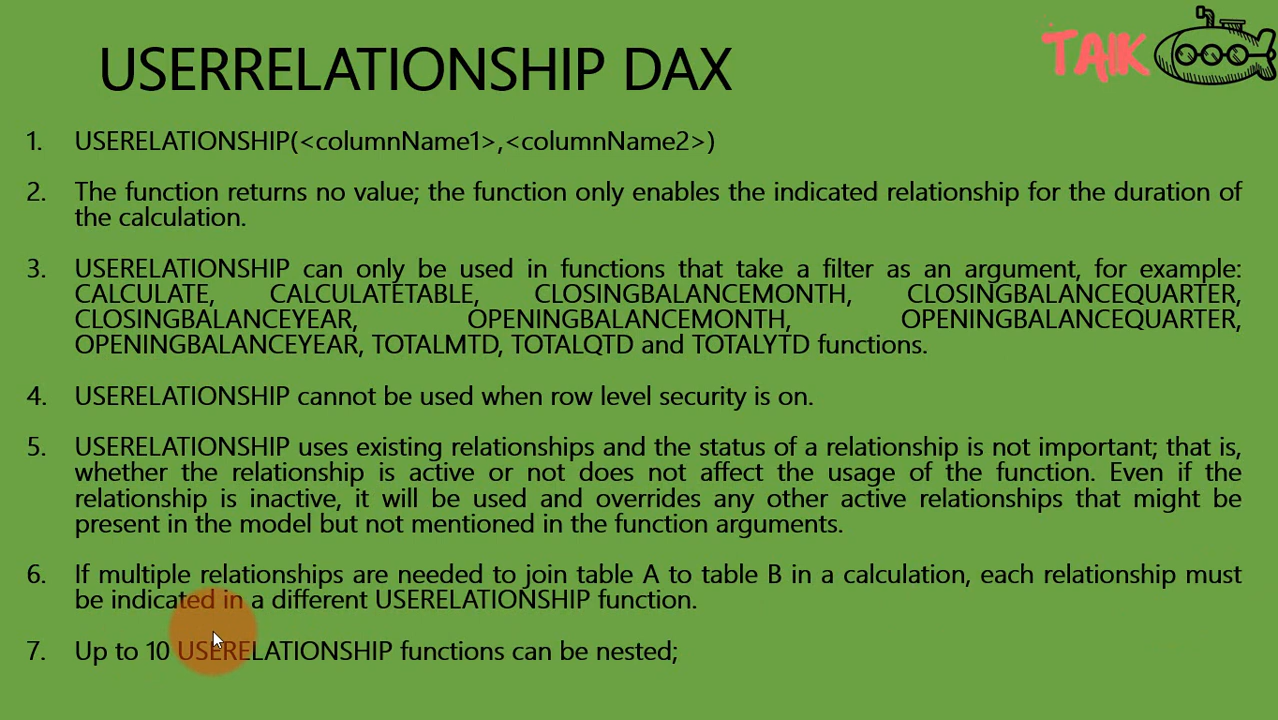 USERRELATIONSHIP DAX
TAIK
1. USERELATIONSHIP(<columnName1>,<columnName2>)
2. The function returns no value; the function only enables the indicated relationship for the duration of
the calculation.
3. USERELATIONSHIP can only be used in functions that take a filter as an argument, for example:
CALCULATE, CALCULATETABLE, CLOSINGBALANCEMONTH, CLOSINGBALANCEQUARTER,
CLOSINGBALANCEYEAR, OPENINGBALANCEMONTH, OPENINGBALANCEQUARTER,
OPENINGBALANCEYEAR, TOTALMTD, TOTALQTD and TOTALYTD functions.
4. USERELATIONSHIP cannot be used when row level security is on.
5. USERELATIONSHIP uses existing relationships and the status of a relationship is not important; that is,
whether the relationship is active or not does not affect the usage of the function. Even if the
relationship is inactive, it will be used and overrides any other active relationships that might be
present in the model but not mentioned in the function arguments.
6. If multiple relationships are needed to join table A to table B in a calculation, each relationship must
be indicated in a different USERELATIONSHIP function.
7. Up to 10 USERELATIONSHIP functions can be nested;